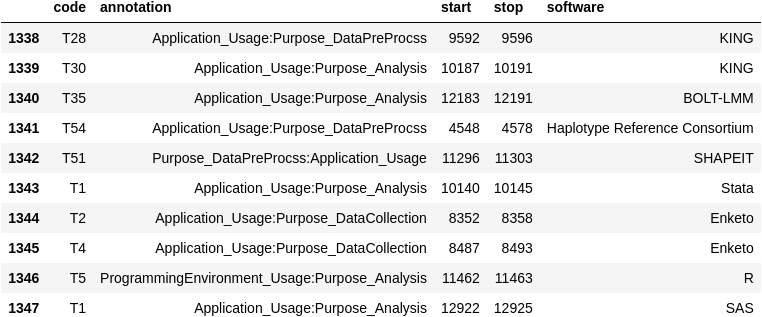 code annotation start stop software
1338 T28 Application_Usage:Purpose_DataPreProcss 9592 9596 KING
1339 T30 Application_Usage:Purpose_Analysis 10187 10191 KING
1340 T35 Application_Usage:Purpose_Analysis 12183 12191 BOLT-LMM
1341 T54 Application_Usage:Purpose_DataPreProcss 4548 4578 Haplotype Reference Consortium
1342 T51 Purpose_DataPreProcss:Application_Usage 11296 11303 SHAPEIT
1343 T1 Application_Usage:Purpose_Analysis 10140 10145 Stata
1344 T2 Application_Usage:Purpose_DataCollection 8352 8358 Enketo
1345 T4 Application_Usage:Purpose_DataCollection 8487 8493 Enketo
1346 T5 ProgrammingEnvironment_Usage:Purpose_Analysis 11462 11463 R
1347 T1 Application_Usage:Purpose_Analysis 12922 12925 SAS